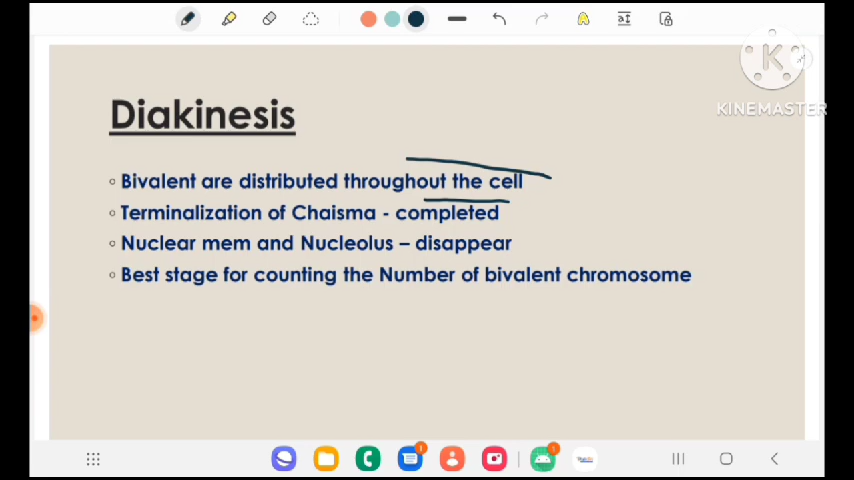 KINEMASTER
Diakinesis
◦ Bivalent are distributed throughout the cell
◦ Terminalization of Chaisma - completed
◦ Nuclear mem and Nucleolus – disappear
◦ Best stage for counting the Number of bivalent chromosome